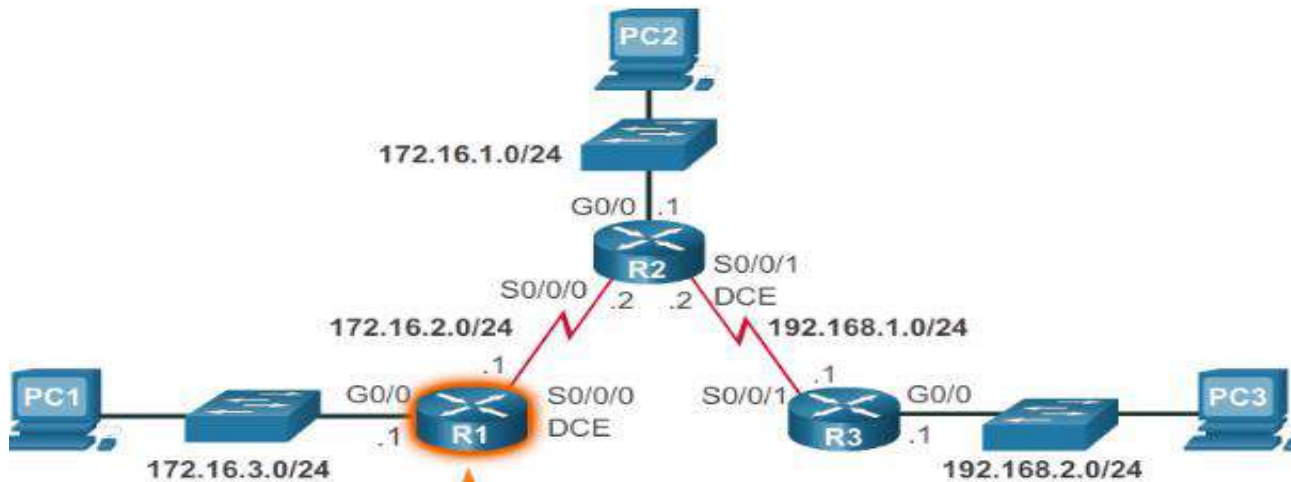 PC2
172.16.1.0/24
G0/0 .1
R2
S0/0/1
DCE
S0/0/0
.2 .2
172.16.2.0/24
192.168.1.0/24
.1
.1
PC1
G0/0
S0/0/0
DCE
S0/0/1
G0/0
PC3
.1
R1
R3
.1
172.16.3.0/24
192.168.2.0/24